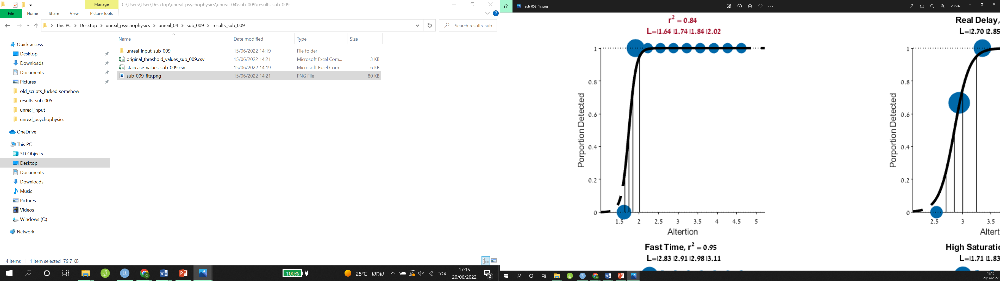 Manage
C:\Users\User\Desktop\unreal_psychophysics\unreal_04\sub_009\results_sub_009
File
Home
Share
View
Picture Tools
This PC
Desktop
unreal_psychophysics
unreal_04
sub_009
results_sub_009
Search results_sub...
Name
Date modified
Type
Size
unreal_input_sub_009 15/06/2022 14:19 File folder
original_threshold_values_sub_009.csv 15/06/2022 14:21 Microsoft Excel Com... 3 KB
staircase_values_sub_009.csv 15/06/2022 14:19 Microsoft Excel Com... 6 KB
sub_009_fits.png 15/06/2022 14:21 PNG File 80 KB
Quick access
Desktop
Downloads
Documents
Pictures
old_scripts_fucked somehow
results_sub_005
unreal_input
unreal_psychophysics
OneDrive
This PC
3D Objects
Desktop
Documents
Downloads
Music
Pictures
Videos
Windows (C:)
Network
4 items
1 item selected 79.7 KB
100%
28°C שמשי
עבר
17:15
20/06/2022
2
sub_009_fits.png
235%
r² = 0.84
L=|1.64 |1.74 |1.84 |2.02
1
0.8
0.6
0.4
0.2
0
Porportion Detected
1.5 2 2.5 3 3.5 4 4.5 5
Altertion
Real Delay,
L=|2.70 |2.85
1
0.8
0.6
0.4
0.2
0
Porportion Detected
2.5 3 3.5
Altert
Fast Time, r² = 0.95
L=|2.83 |2.91 |2.98 |3.11
High Saturatio
L=|1.71 |1.83
17:15
20/06/2022